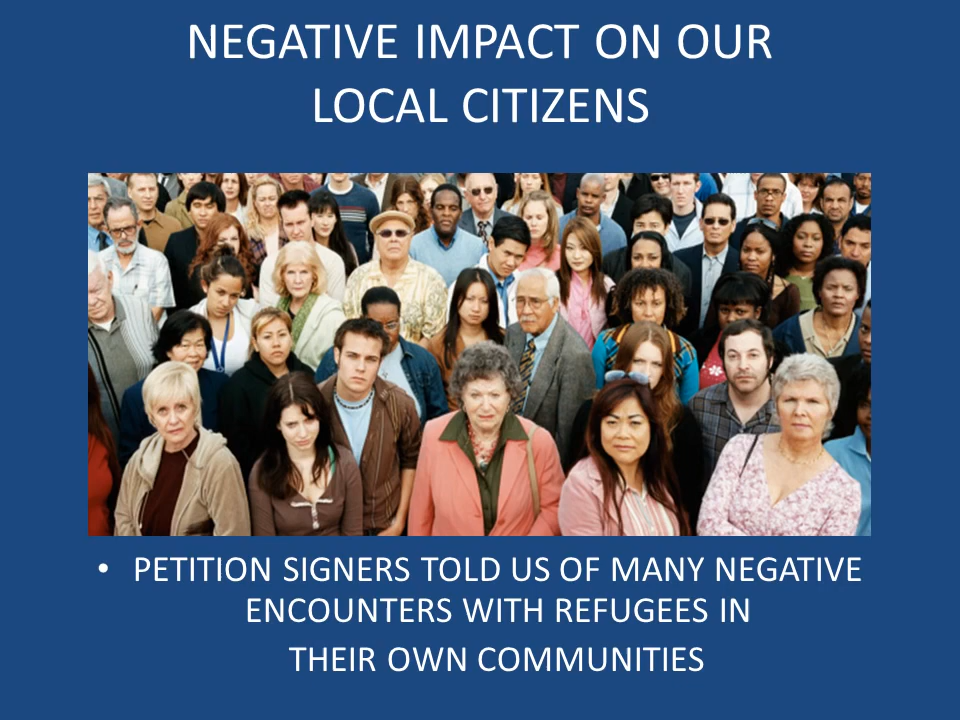 NEGATIVE IMPACT ON OUR
LOCAL CITIZENS
• PETITION SIGNERS TOLD US OF MANY NEGATIVE
ENCOUNTERS WITH REFUGEES IN
THEIR OWN COMMUNITIES